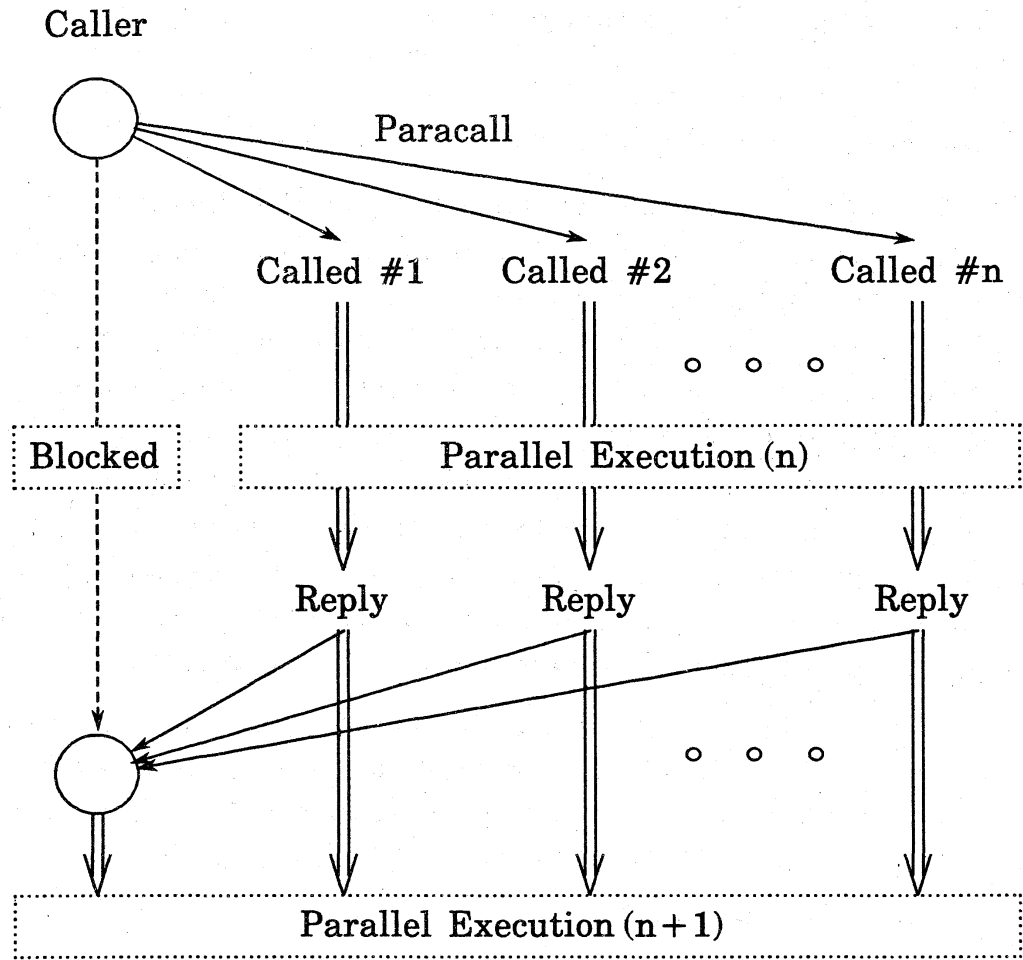 Caller
Paracall
Called #1 Called #2 Called #n
Blocked Parallel Execution (n)
Reply Reply Reply
Parallel Execution (n+1)